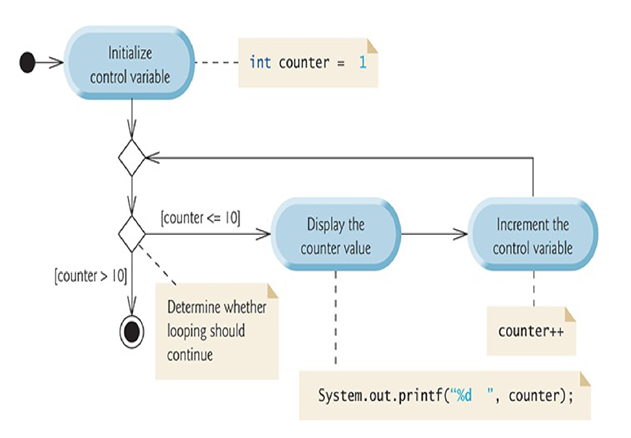 Initialize
control variable
int counter = 1
[counter <= 10]
Display the
counter value
Increment the
control variable
[counter > 10]
Determine whether
looping should
continue
counter++
System.out.printf("%d  ", counter);